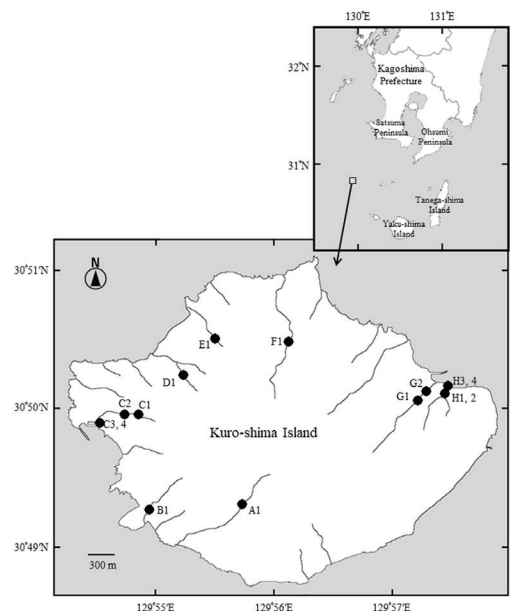 130°E
131°E
32°N
Kagoshima
Prefecture
Satsuma
Peninsula
Ohsumi
Peninsula
31°N
Tanega-shima
Island
Yaku-shima
Island
30°51'N
N
E1
F1
D1
G2
H3, 4
G1
H1, 2
C2
C1
30°50'N
C3, 4
Kuro-shima Island
B1
A1
30°49'N
300 m
129°55'E
129°56'E
129°57'E